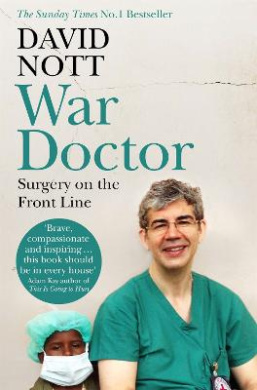 The Sunday Times No.1 Bestseller
DAVID
NOTT
War
Doctor
Surgery on the
Front Line
'Brave,
compassionate
and inspiring ...
this book should
be in every house'
Adam Kay author of
This Is Going to Hurt